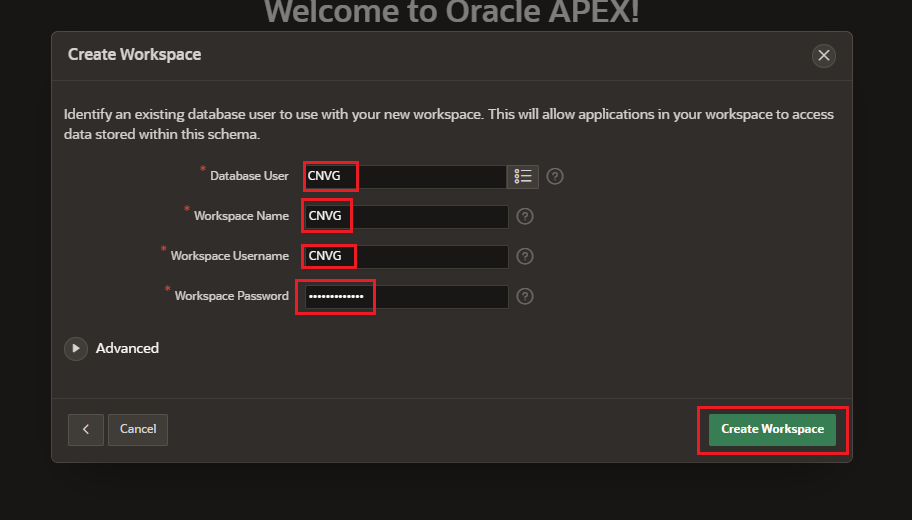 Welcome to Oracle APEX!
Create Workspace
Identify an existing database user to use with your new workspace. This will allow applications in your workspace to access
data stored within this schema.
* Database User CNVG ?
* Workspace Name CNVG ?
* Workspace Username CNVG ?
* Workspace Password ••••••••••••• ?
Advanced
Cancel
Create Workspace